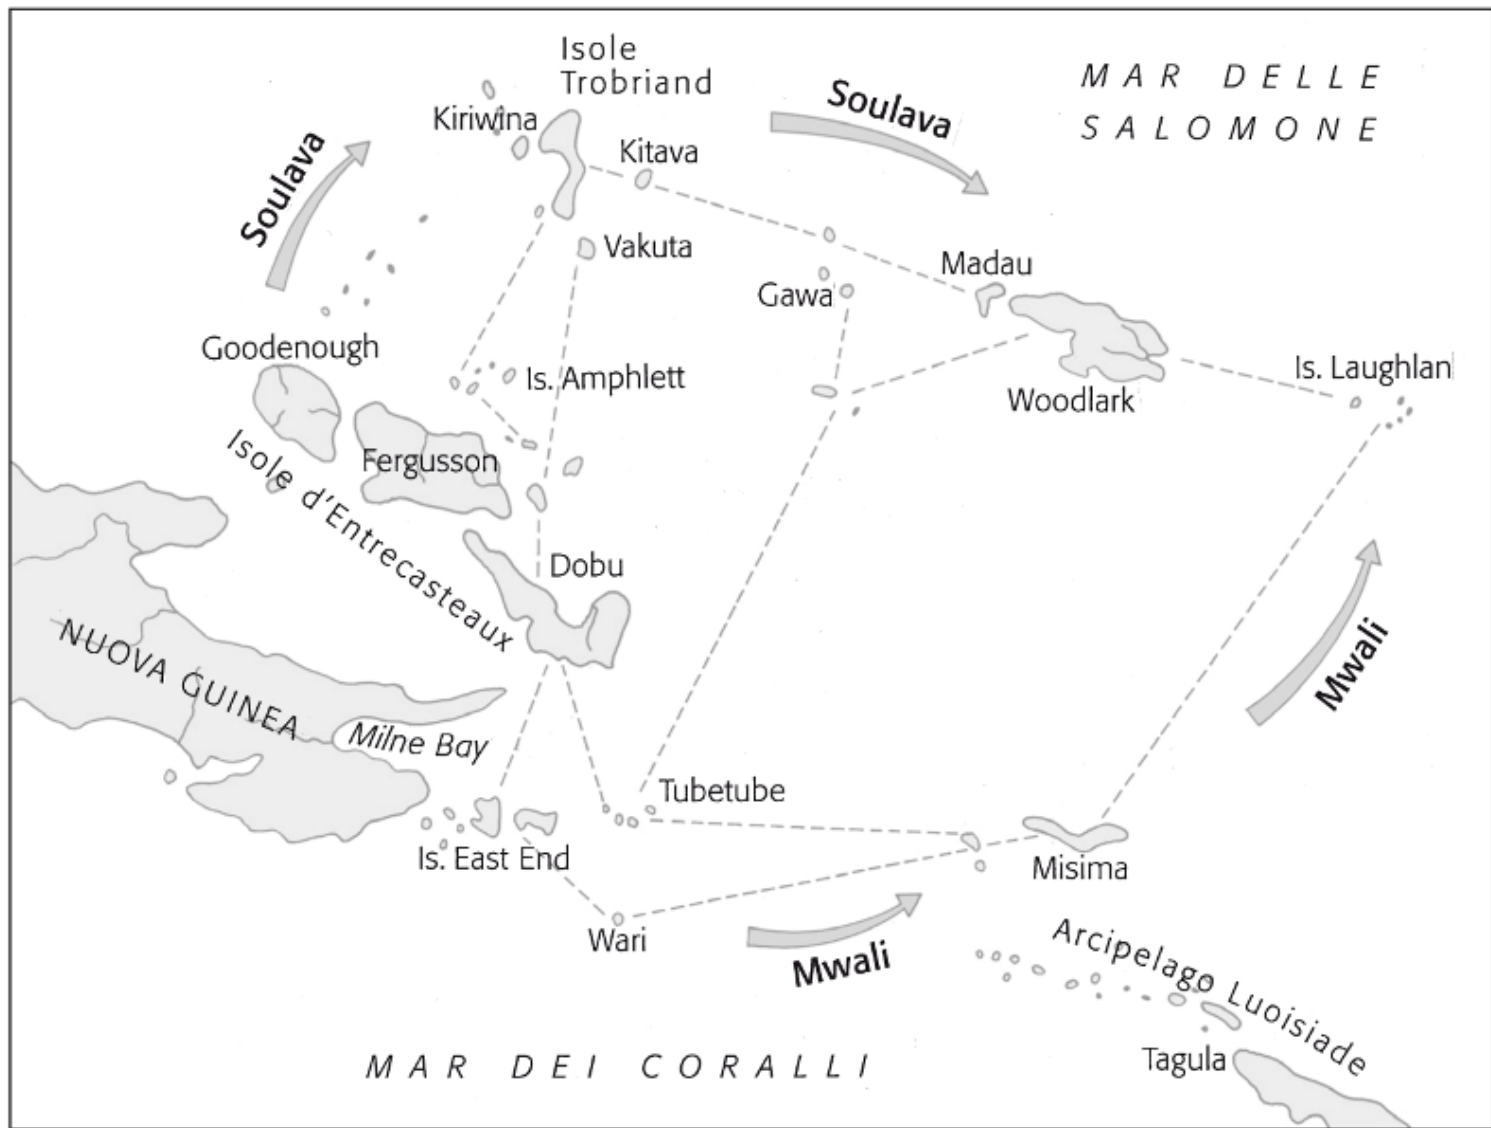 Isole
Trobriand
MAR DELLE
SALOMONE
Soulava
Kiriwina
Soulava
Kitava
Vakuta
Madau
Gawa
Goodenough
Is. Amphlett
Is. Laughlan
Woodlark
Fergusson
Isole d'Entrecasteaux
Dobu
NUOVA GUINEA
Mwali
Milne Bay
Tubetube
Is. East End
Misima
Wari
Mwali
Arcipelago Luoisiade
Tagula
MAR DEI CORALLI